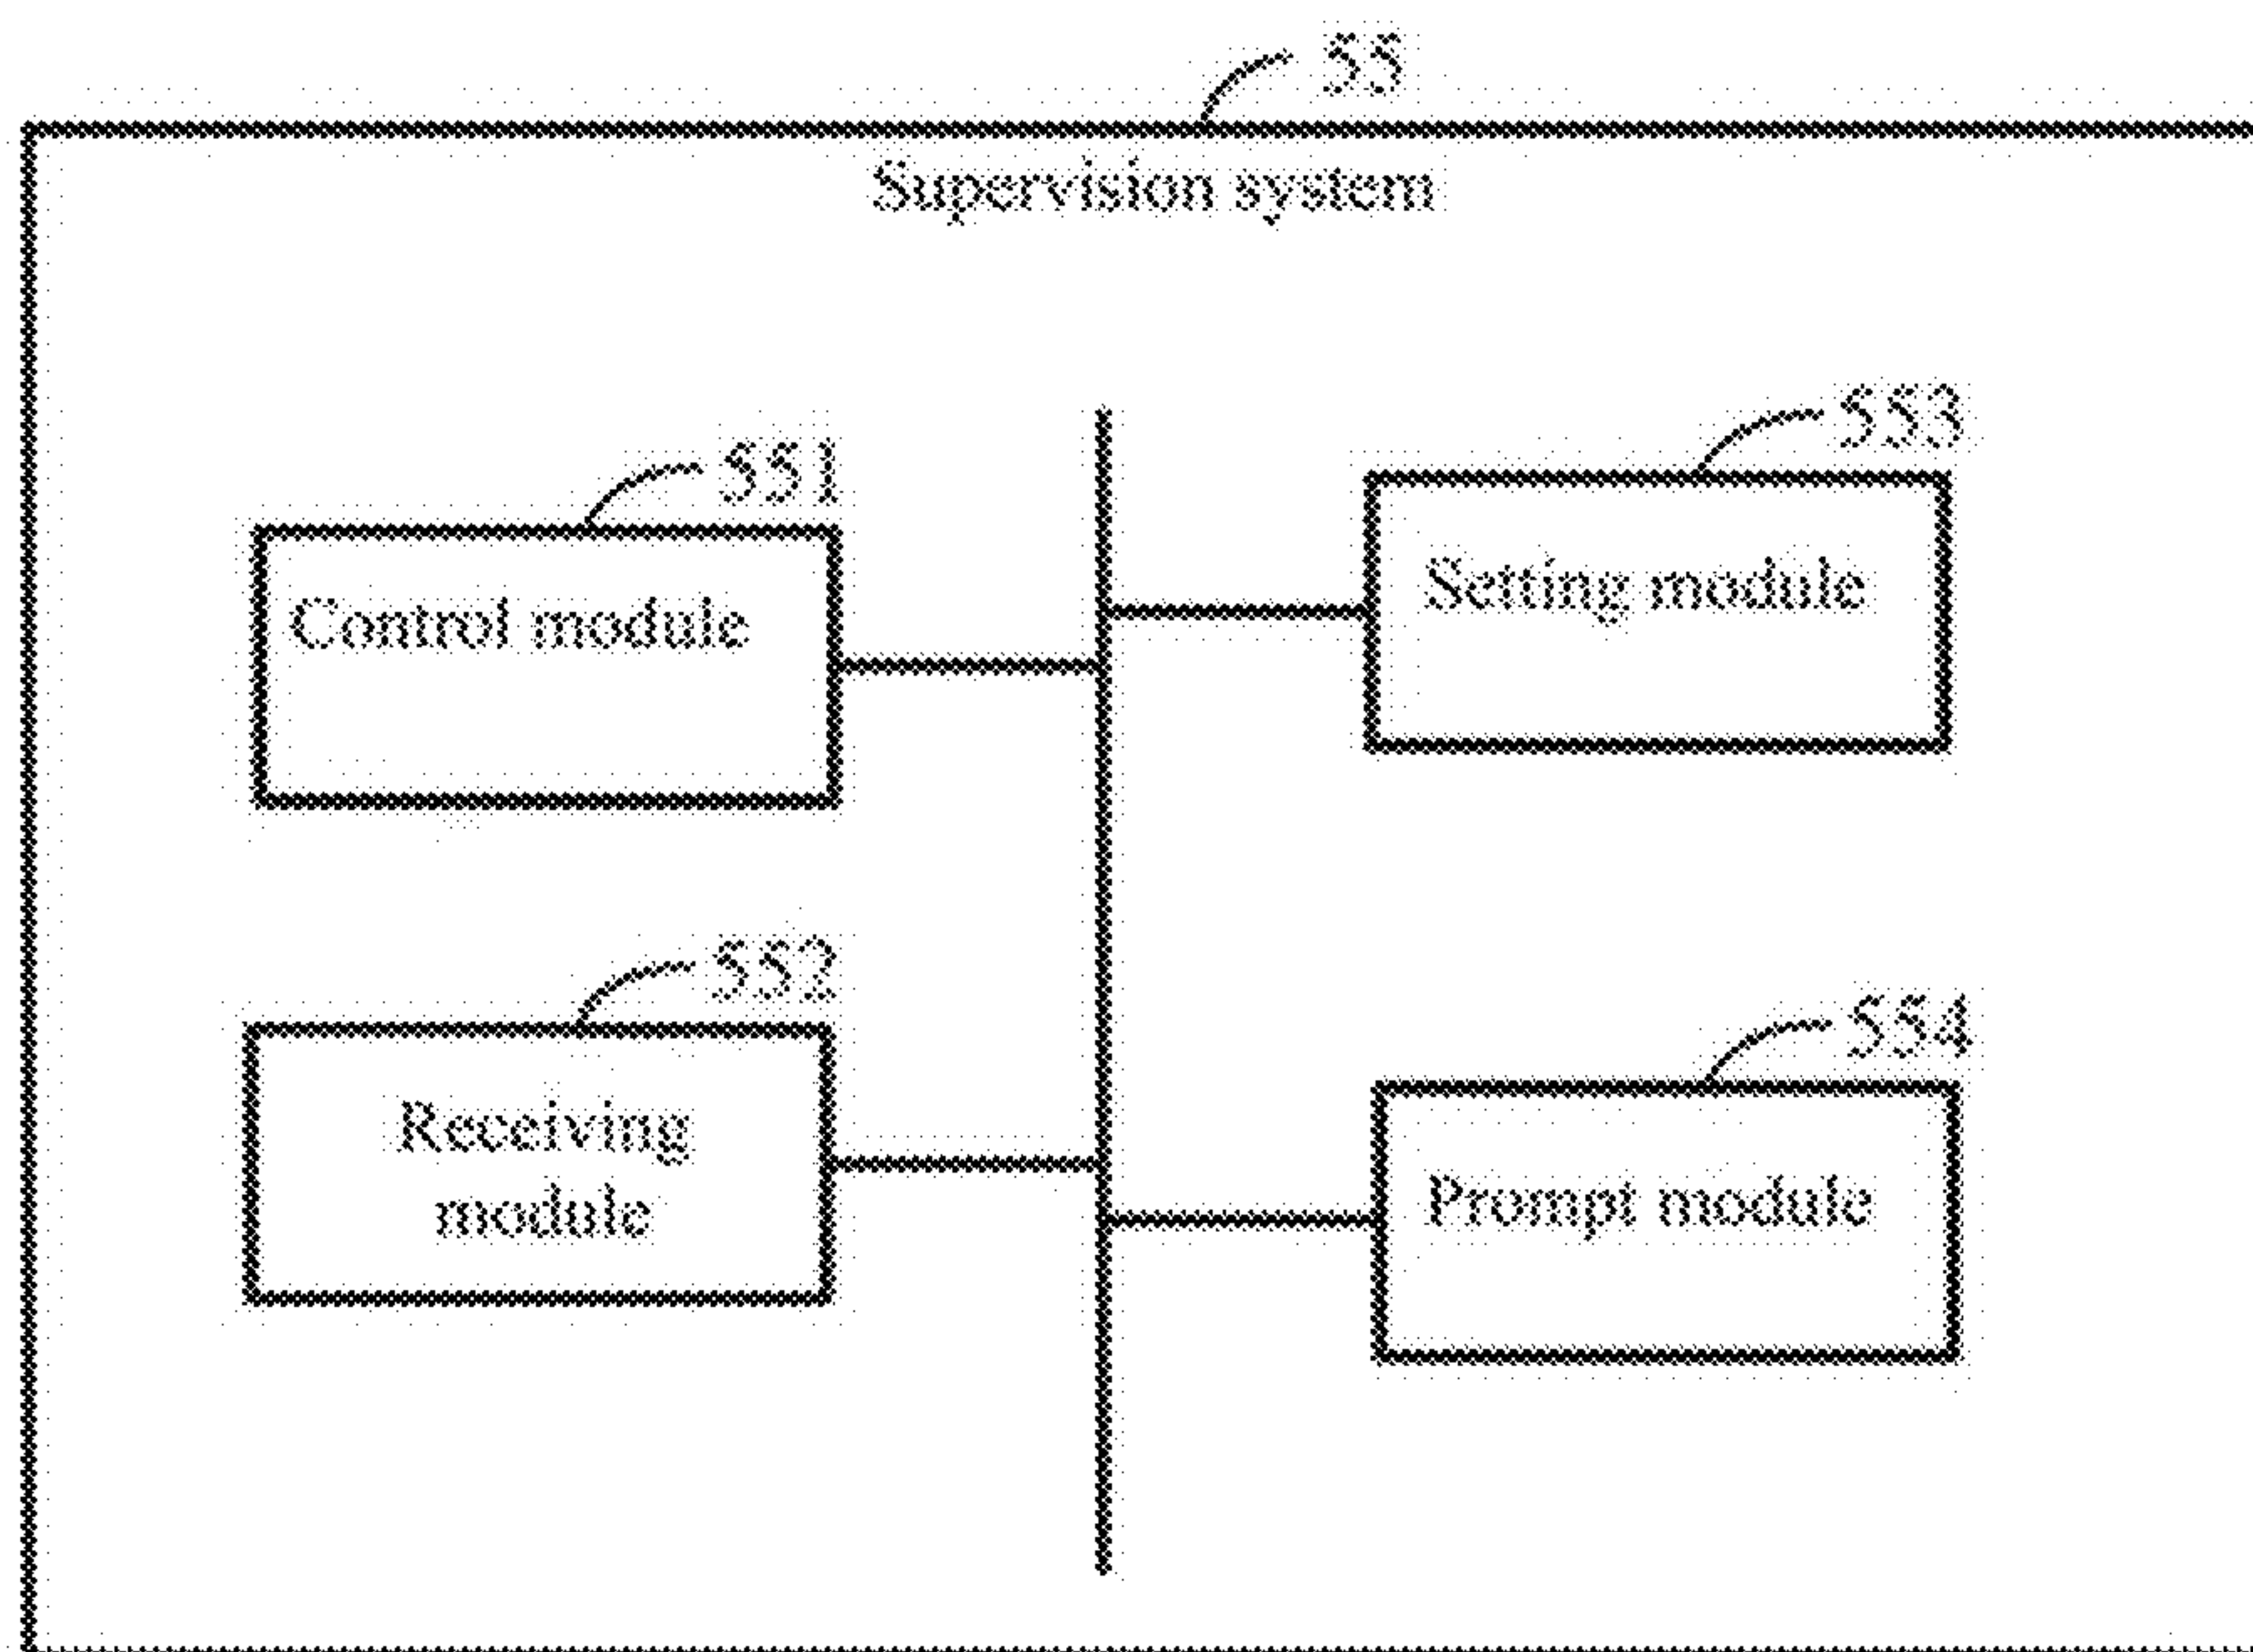 55
Supervision system
551
Control module
553
Setting module
552
Receiving
module
554
Prompt module